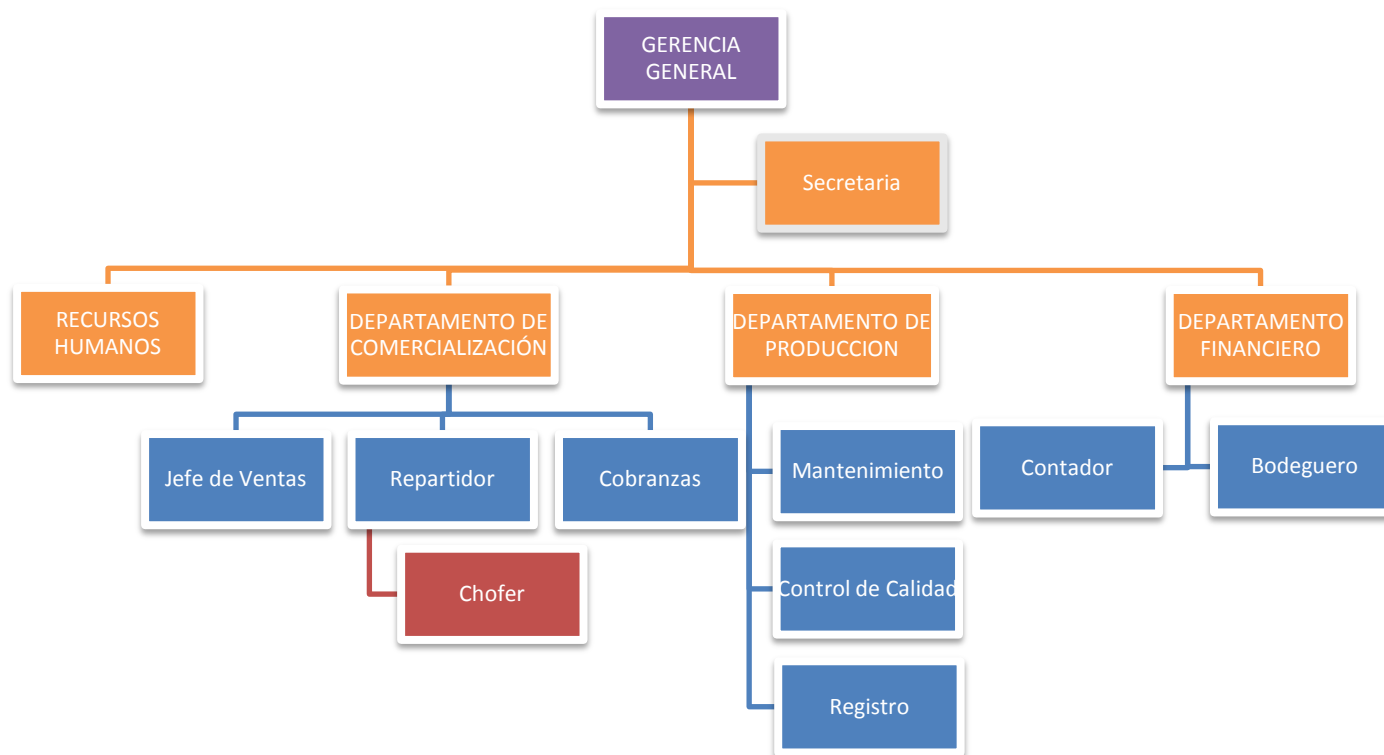 GERENCIA
GENERAL
Secretaria
RECURSOS
HUMANOS
DEPARTAMENTO DE
COMERCIALIZACIÓN
DEPARTAMENTO DE
PRODUCCION
DEPARTAMENTO
FINANCIERO
Jefe de Ventas
Repartidor
Cobranzas
Mantenimiento
Contador
Bodeguero
Chofer
Control de Calidad
Registro